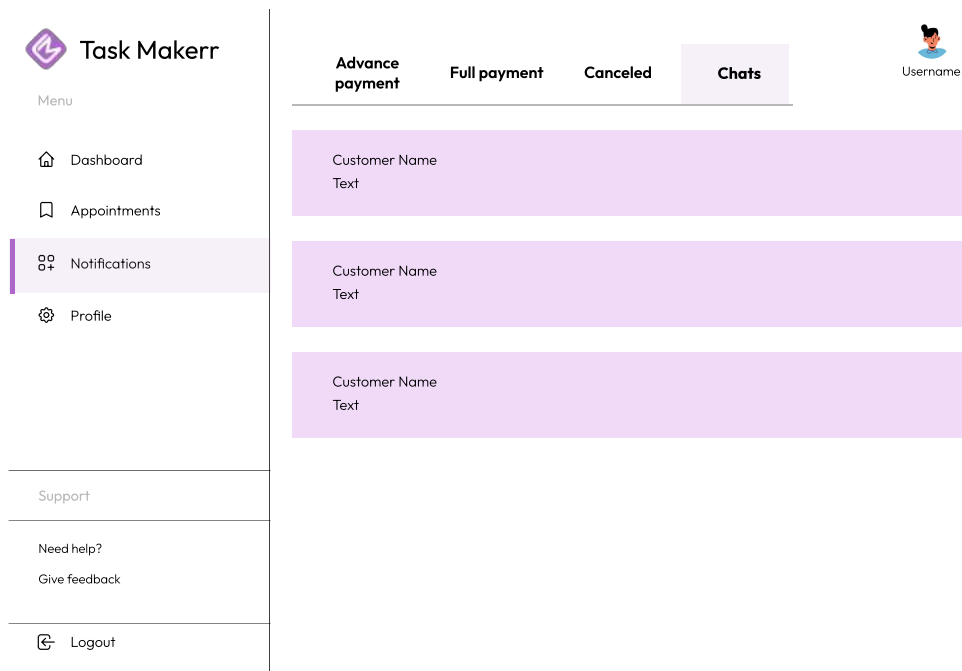 Task Makerr
Menu
Dashboard
Appointments
Notifications
Profile
Support
Need help?
Give feedback
Logout
Advance
payment
Full payment
Canceled
Chats
Username
Customer Name
Text
Customer Name
Text
Customer Name
Text